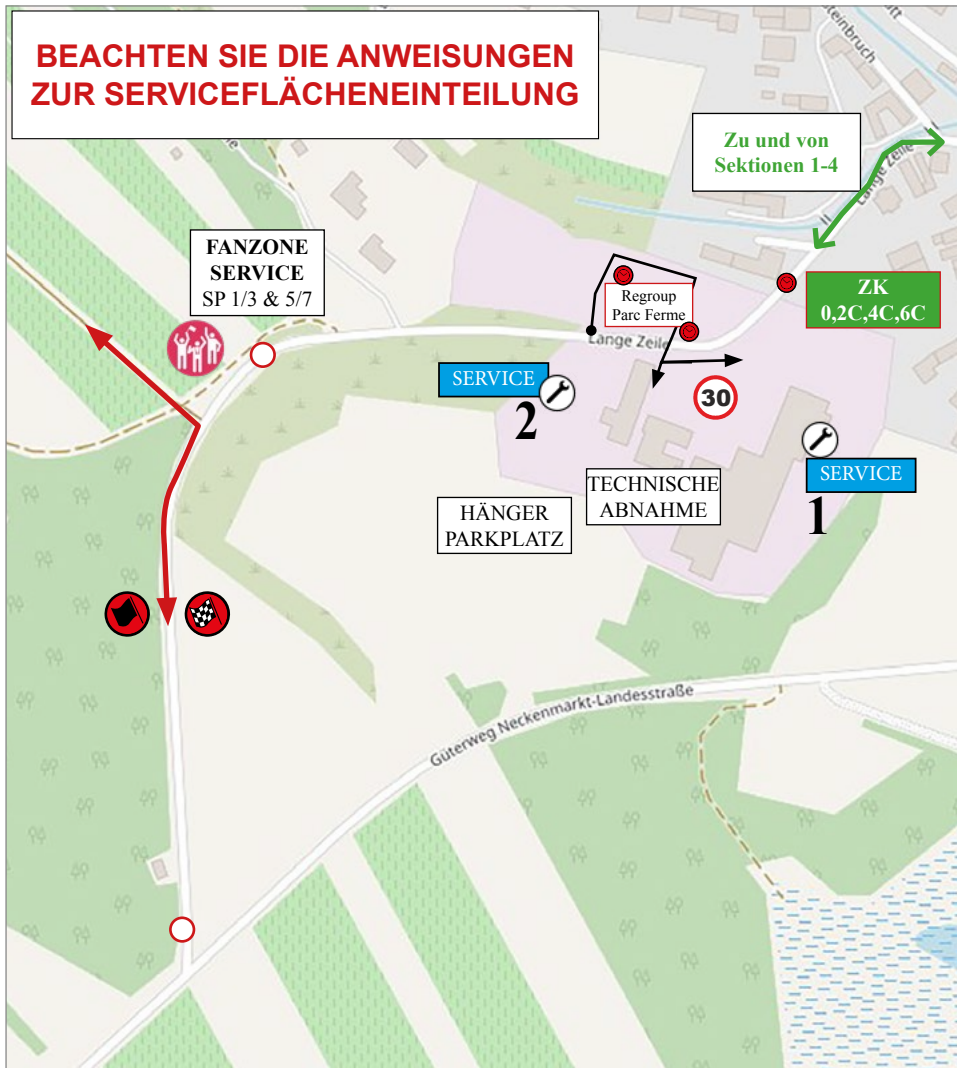 BEACHTEN SIE DIE ANWEISUNGEN
ZUR SERVICEFLÄCHENEINTEILUNG
Zu und von
Sektionen 1-4
Lange Zeile
FANZONE
SERVICE
SP 1/3 & 5/7
Regroup
Parc Ferme
ZK
0,2C,4C,6C
Lange Zeile
SERVICE
2
30
SERVICE
1
TECHNISCHE
ABNAHME
HÄNGER
PARKPLATZ
Güterweg Neckenmarkt-Landesstraße